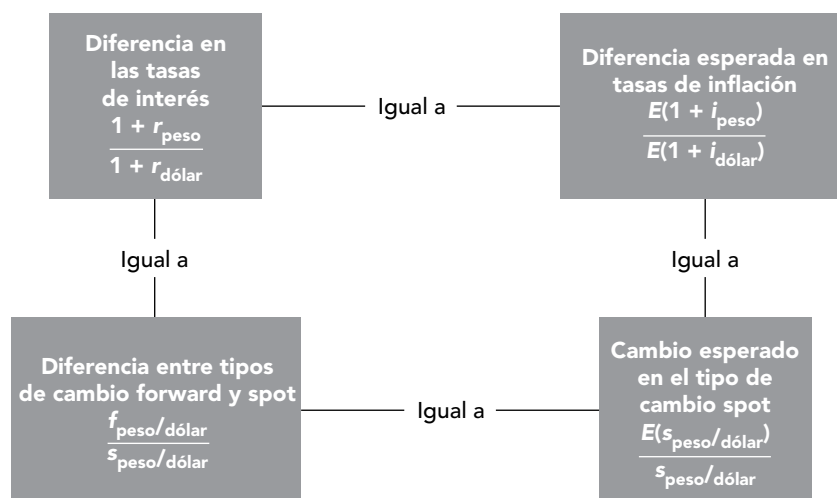 Diferencia en
las tasas
de interés
1 + r_peso
1 + r_dólar
Igual a
Diferencia esperada en
tasas de inflación
E(1 + i_peso)
E(1 + i_dólar)
Igual a
Igual a
Diferencia entre tipos
de cambio forward y spot
f_peso/dólar
s_peso/dólar
Igual a
Cambio esperado
en el tipo de
cambio spot
E(s_peso/dólar)
s_peso/dólar